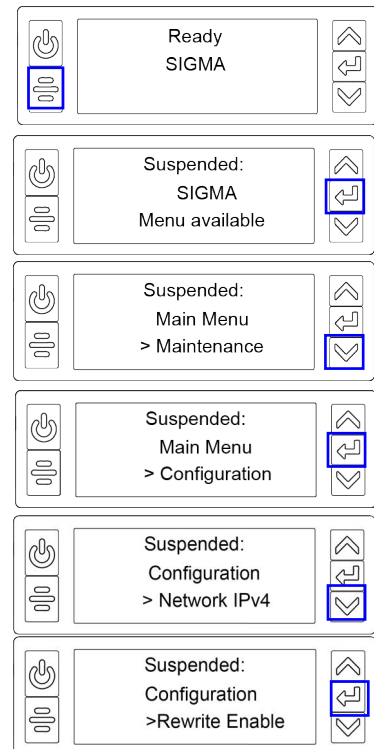 Ready
SIGMA
Suspended:
SIGMA
Menu available
Suspended:
Main Menu
> Maintenance
Suspended:
Main Menu
> Configuration
Suspended:
Configuration
> Network IPv4
Suspended:
Configuration
>Rewrite Enable